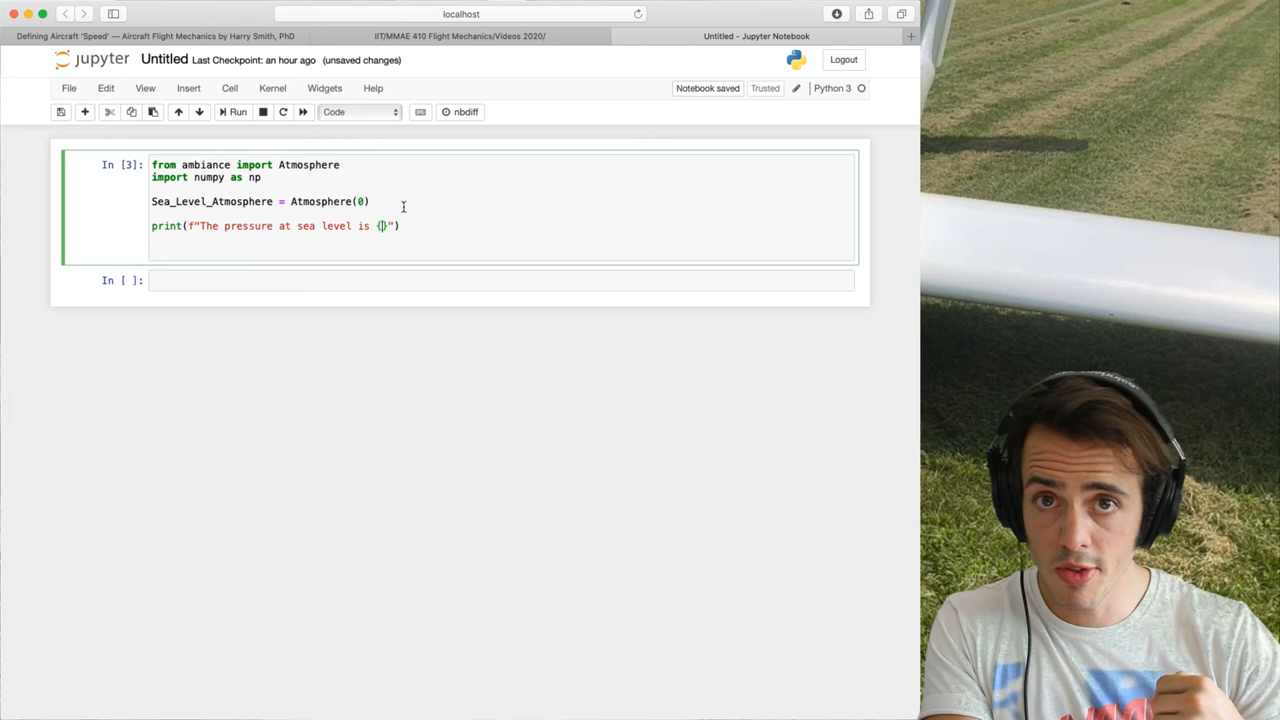 localhost
Defining Aircraft 'Speed' — Aircraft Flight Mechanics by Harry Smith, PhD
IIT/MMAE 410 Flight Mechanics/Videos 2020/
Untitled - Jupyter Notebook
jupyter Untitled Last Checkpoint: an hour ago (unsaved changes)
Logout
File Edit View Insert Cell Kernel Widgets Help
Notebook saved Trusted Python 3
Run Code nbdiff
In [3]: from ambiance import Atmosphere
import numpy as np
Sea_Level_Atmosphere = Atmosphere(0)
print(f"The pressure at sea level is {}")
In [ ]: